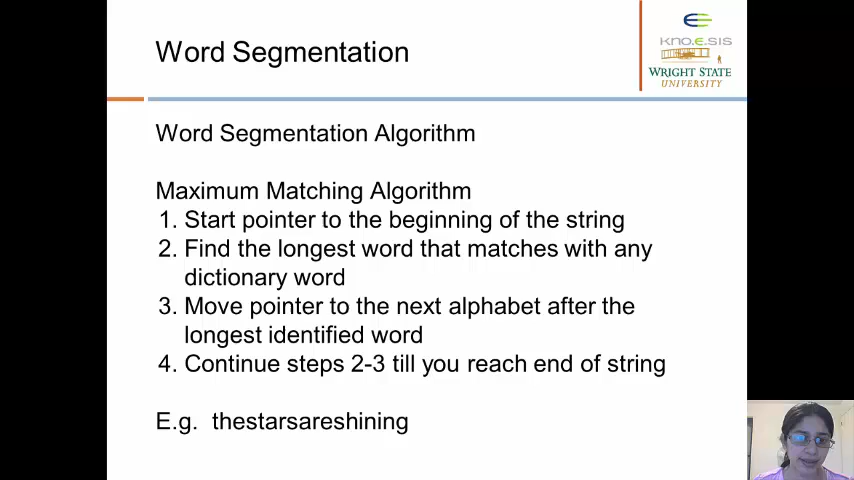 Word Segmentation
kno.e.sis
WRIGHT STATE
UNIVERSITY
Word Segmentation Algorithm
Maximum Matching Algorithm
1. Start pointer to the beginning of the string
2. Find the longest word that matches with any
dictionary word
3. Move pointer to the next alphabet after the
longest identified word
4. Continue steps 2-3 till you reach end of string
E.g. thestarsareshining